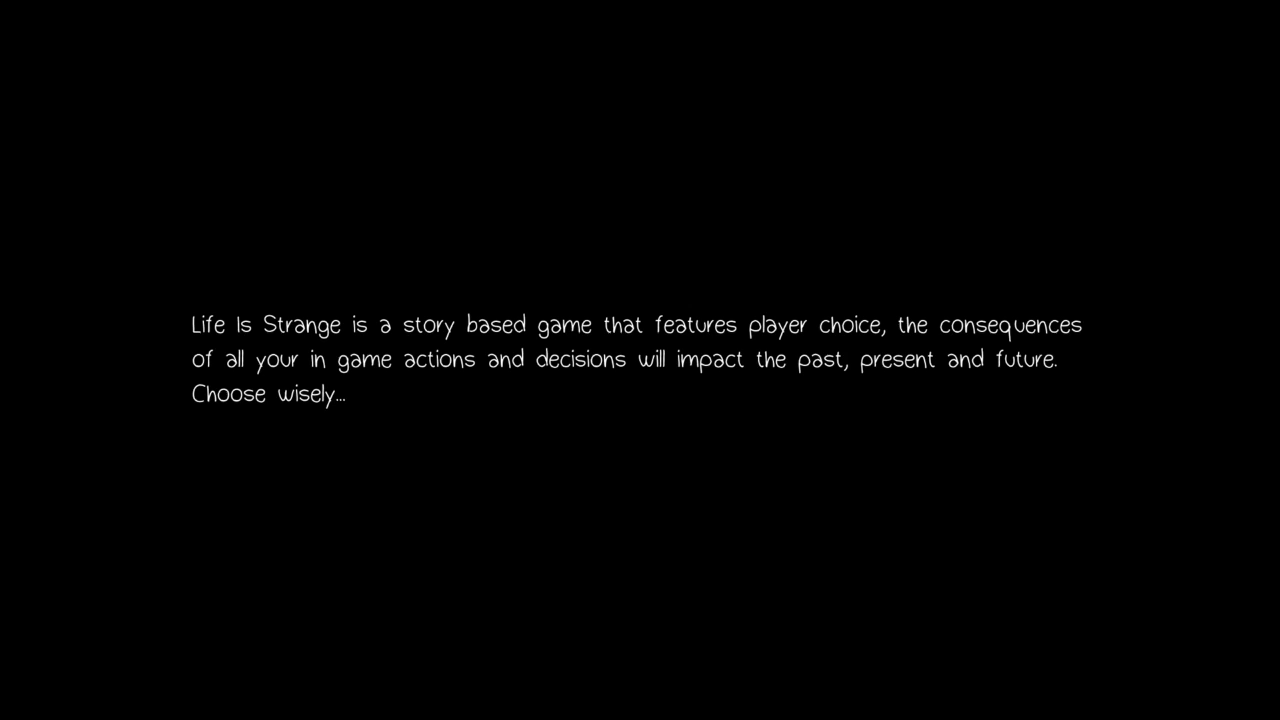 Life Is Strange is a story based game that features player choice, the consequences
of all your in game actions and decisions will impact the past, present and future.
Choose wisely...